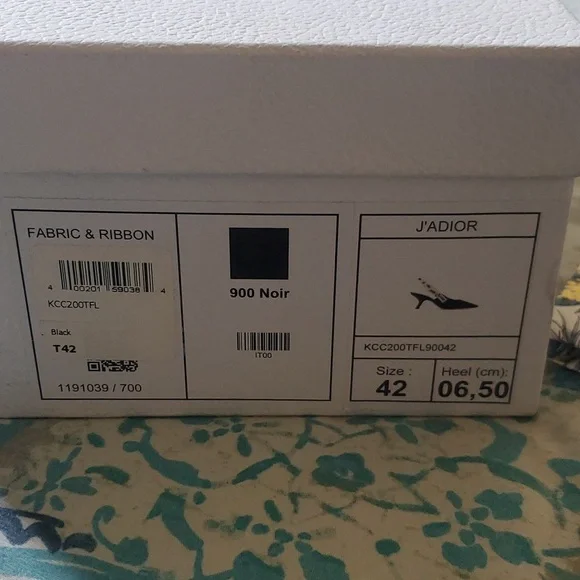 FABRIC & RIBBON
4 00201 59038 4
KCC200TFL
Black
T42
1191039 / 700
900 Noir
IT00
J'ADIOR
KCC200TFL90042
Size : 42
Heel (cm): 06,50